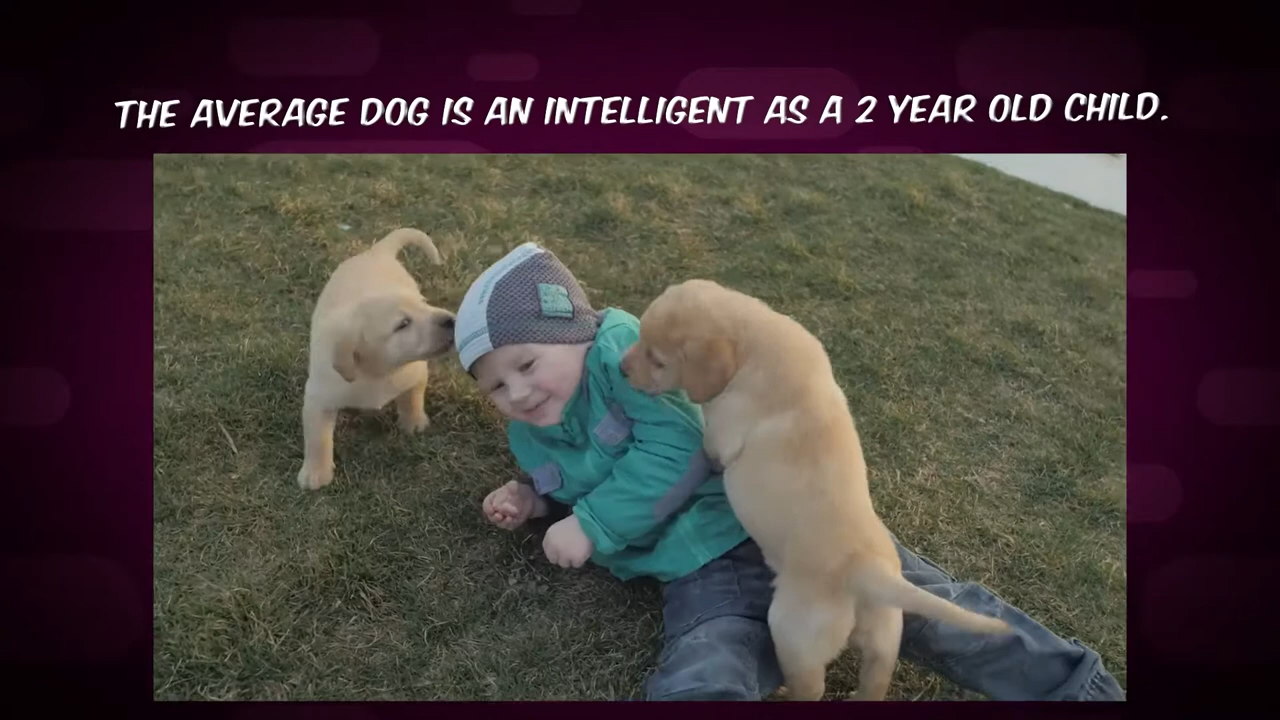 THE AVERAGE DOG IS AN INTELLIGENT AS A 2 YEAR OLD CHILD.